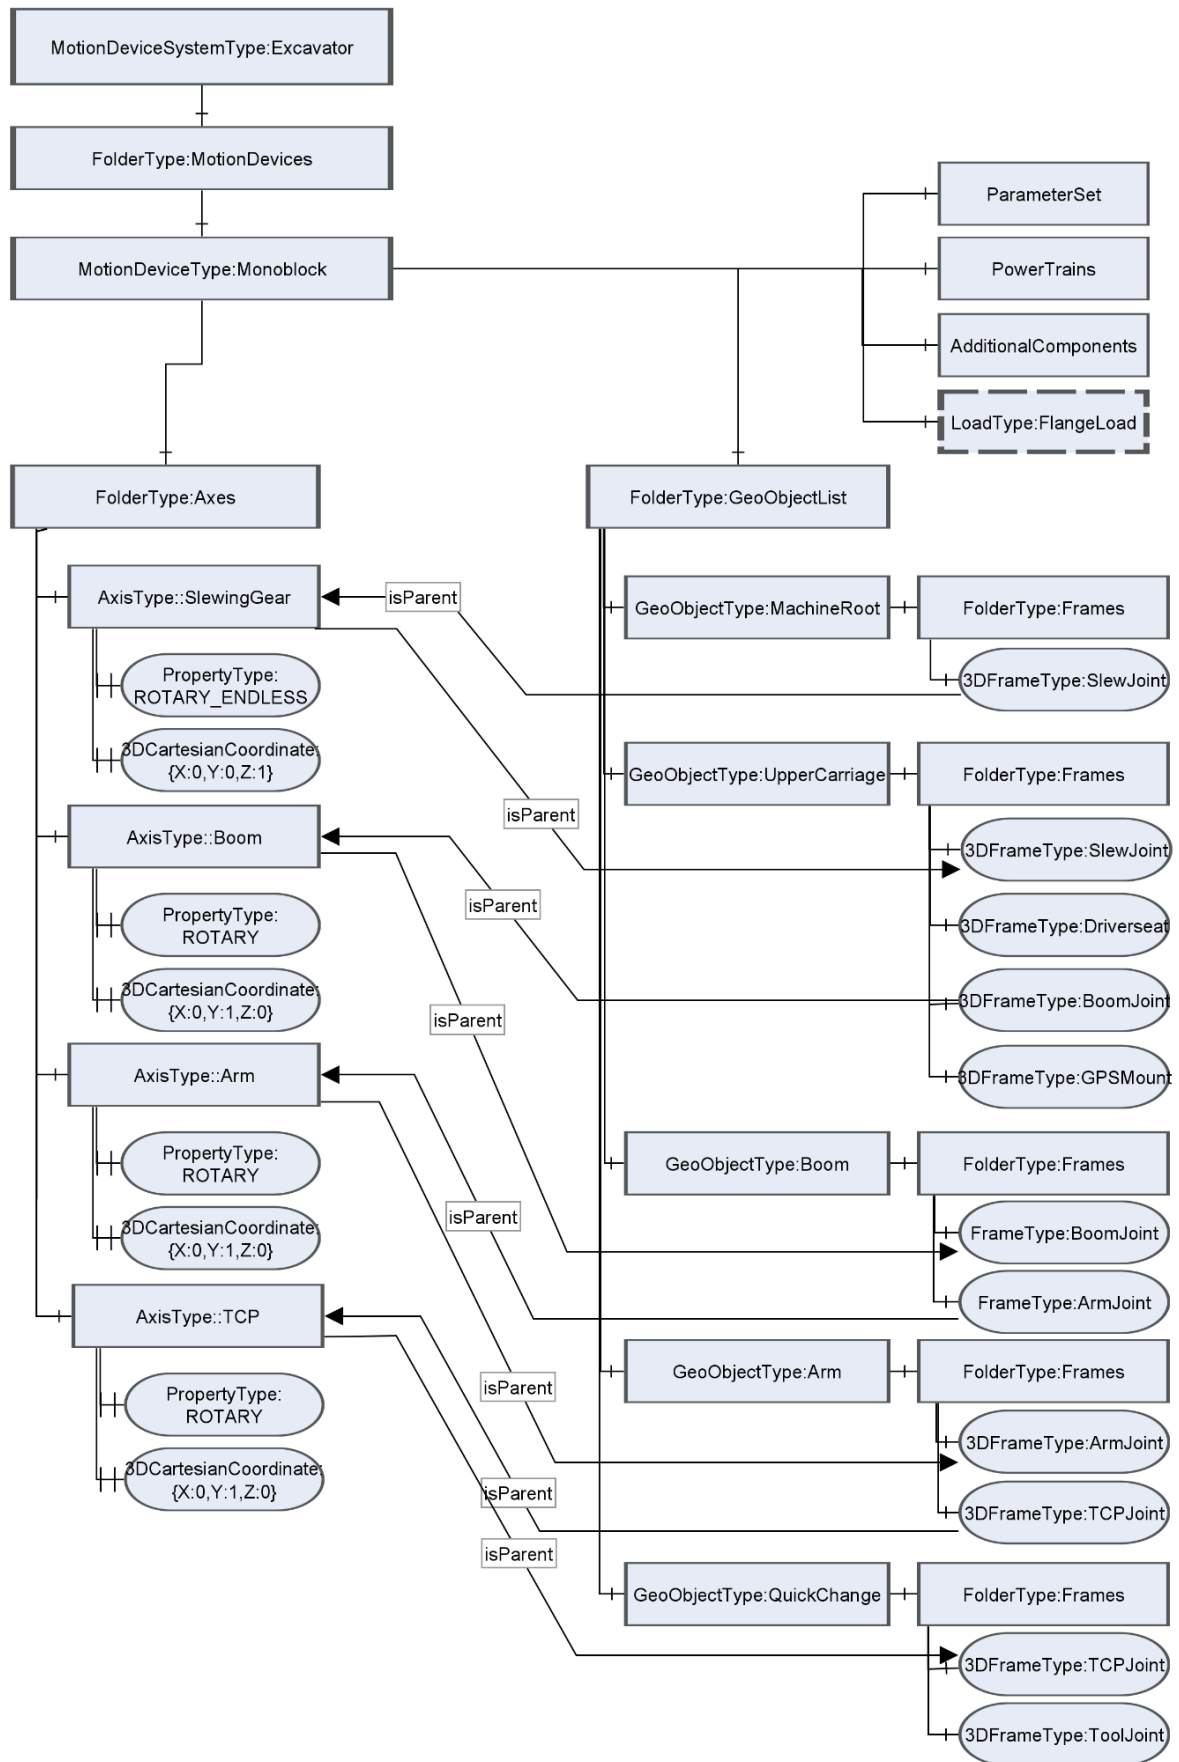 MotionDeviceSystemType:Excavator
FolderType:MotionDevices
MotionDeviceType:Monoblock
ParameterSet
PowerTrains
AdditionalComponents
LoadType:FlangeLoad
FolderType:Axes
FolderType:GeoObjectList
AxisType::SlewingGear
isParent
GeoObjectType:MachineRoot
FolderType:Frames
PropertyType:
ROTARY_ENDLESS
3DFrameType:SlewJoint
3DCartesianCoordinate:
{X:0,Y:0,Z:1}
GeoObjectType:UpperCarriage
FolderType:Frames
isParent
AxisType::Boom
3DFrameType:SlewJoint
isParent
PropertyType:
ROTARY
3DFrameType:Driverseat
3DCartesianCoordinate:
{X:0,Y:1,Z:0}
3DFrameType:BoomJoint
isParent
AxisType::Arm
3DFrameType:GPSMount
PropertyType:
ROTARY
GeoObjectType:Boom
FolderType:Frames
isParent
3DCartesianCoordinate:
{X:0,Y:1,Z:0}
FrameType:BoomJoint
AxisType::TCP
FrameType:ArmJoint
GeoObjectType:Arm
FolderType:Frames
isParent
PropertyType:
ROTARY
3DFrameType:ArmJoint
3DCartesianCoordinate:
{X:0,Y:1,Z:0}
isParent
3DFrameType:TCPJoint
isParent
GeoObjectType:QuickChange
FolderType:Frames
3DFrameType:TCPJoint
3DFrameType:ToolJoint